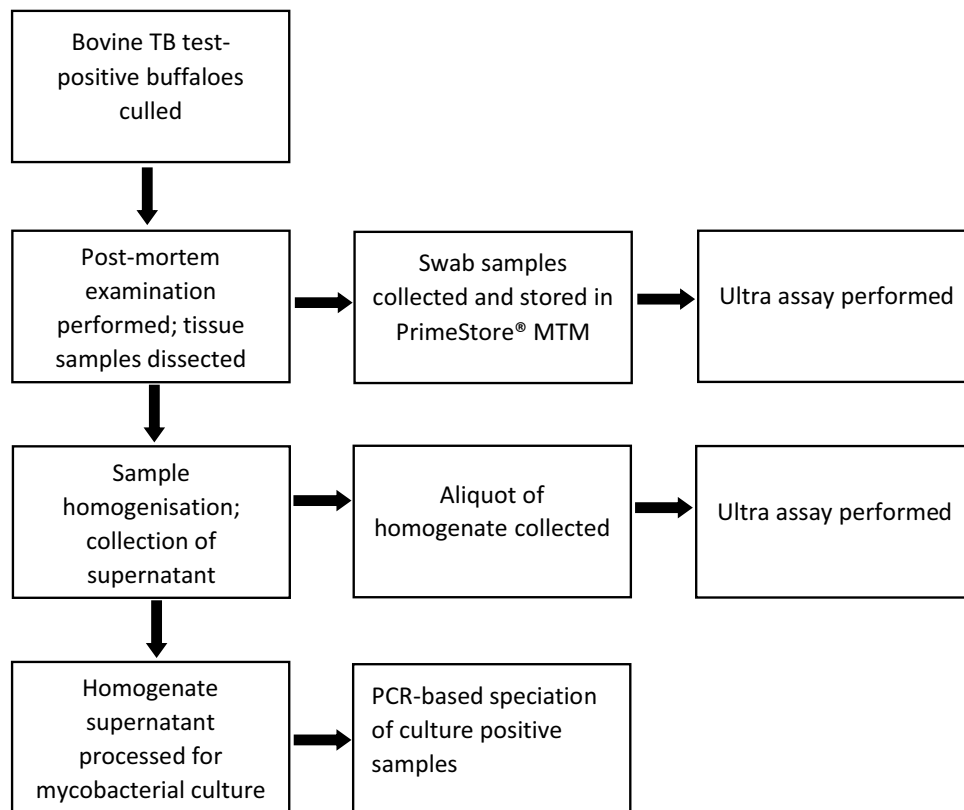 Bovine TB test-
positive buffaloes
culled
Post-mortem
examination
performed; tissue
samples dissected
Swab samples
collected and stored in
PrimeStore® MTM
Ultra assay performed
Sample
homogenisation;
collection of
supernatant
Aliquot of
homogenate collected
Ultra assay performed
Homogenate
supernatant
processed for
mycobacterial culture
PCR-based speciation
of culture positive
samples